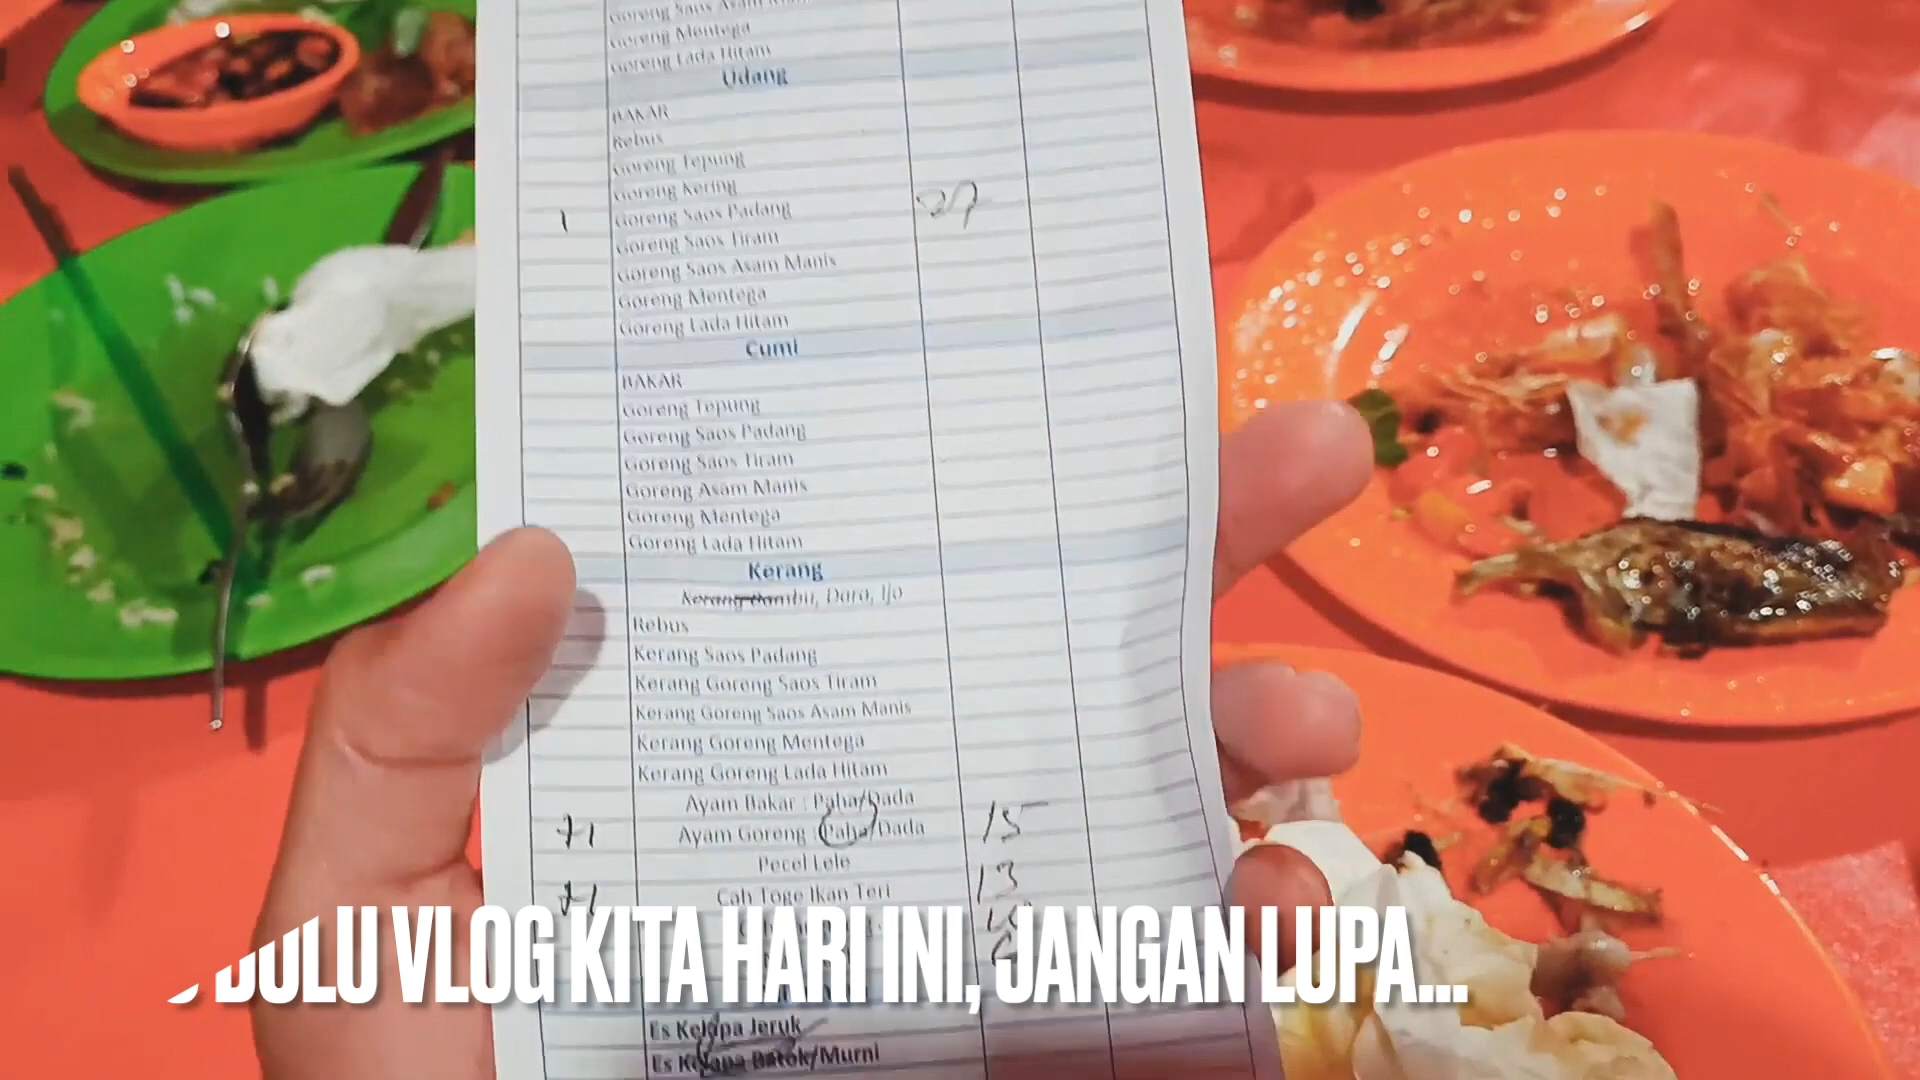 Goreng Saos Asam
Goreng Mentega
Goreng Lada Hitam
Udang
BAKAR
Rebus
Goreng Tepung
Goreng Kering
1 Goreng Saos Padang 27
Goreng Saos Tiram
Goreng Saos Asam Manis
Goreng Mentega
Goreng Lada Hitam
Cumi
BAKAR
Goreng Tepung
Goreng Saos Padang
Goreng Saos Tiram
Goreng Asam Manis
Goreng Mentega
Goreng Lada Hitam
Kerang
Kerang Bambu, Dara, Ijo
Rebus
Kerang Saos Padang
Kerang Goreng Saos Tiram
Kerang Goreng Saos Asam Manis
Kerang Goreng Mentega
Kerang Goreng Lada Hitam
Ayam Bakar : Paha/Dada
Ayam Goreng : Paha/Dada 15
Pecel Lele
Cah Toge Ikan Teri 13
DULU VLOG KITA HARI INI, JANGAN LUPA...
Es Kelapa Jeruk
Es Kelapa Batok/Murni